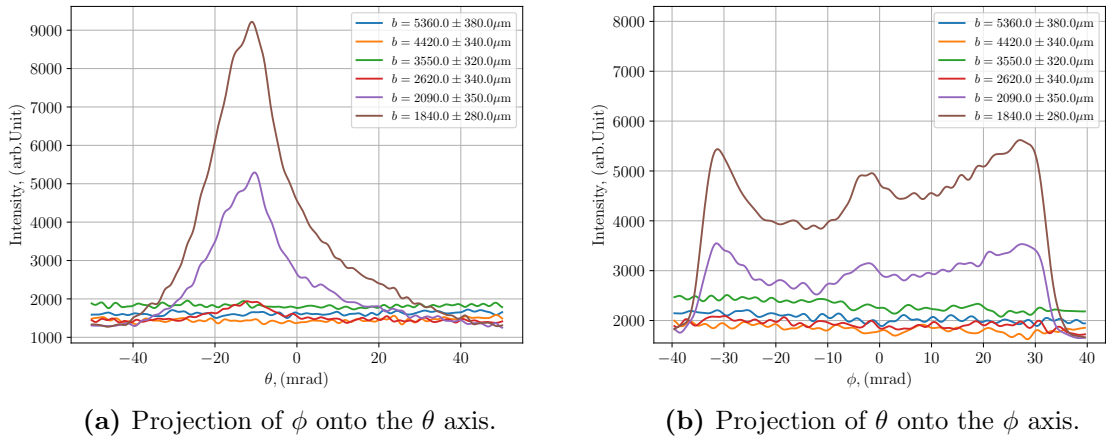 9000
8000
7000
6000
5000
4000
3000
2000
1000
Intensity, (arb.Unit)
b = 5360.0 ± 380.0μm
b = 4420.0 ± 340.0μm
b = 3550.0 ± 320.0μm
b = 2620.0 ± 340.0μm
b = 2090.0 ± 350.0μm
b = 1840.0 ± 280.0μm
−40 −20 0 20 40
θ, (mrad)
(a) Projection of ϕ onto the θ axis.
8000
7000
6000
5000
4000
3000
2000
Intensity, (arb.Unit)
b = 5360.0 ± 380.0μm
b = 4420.0 ± 340.0μm
b = 3550.0 ± 320.0μm
b = 2620.0 ± 340.0μm
b = 2090.0 ± 350.0μm
b = 1840.0 ± 280.0μm
−40 −30 −20 −10 0 10 20 30 40
ϕ, (mrad)
(b) Projection of θ onto the ϕ axis.